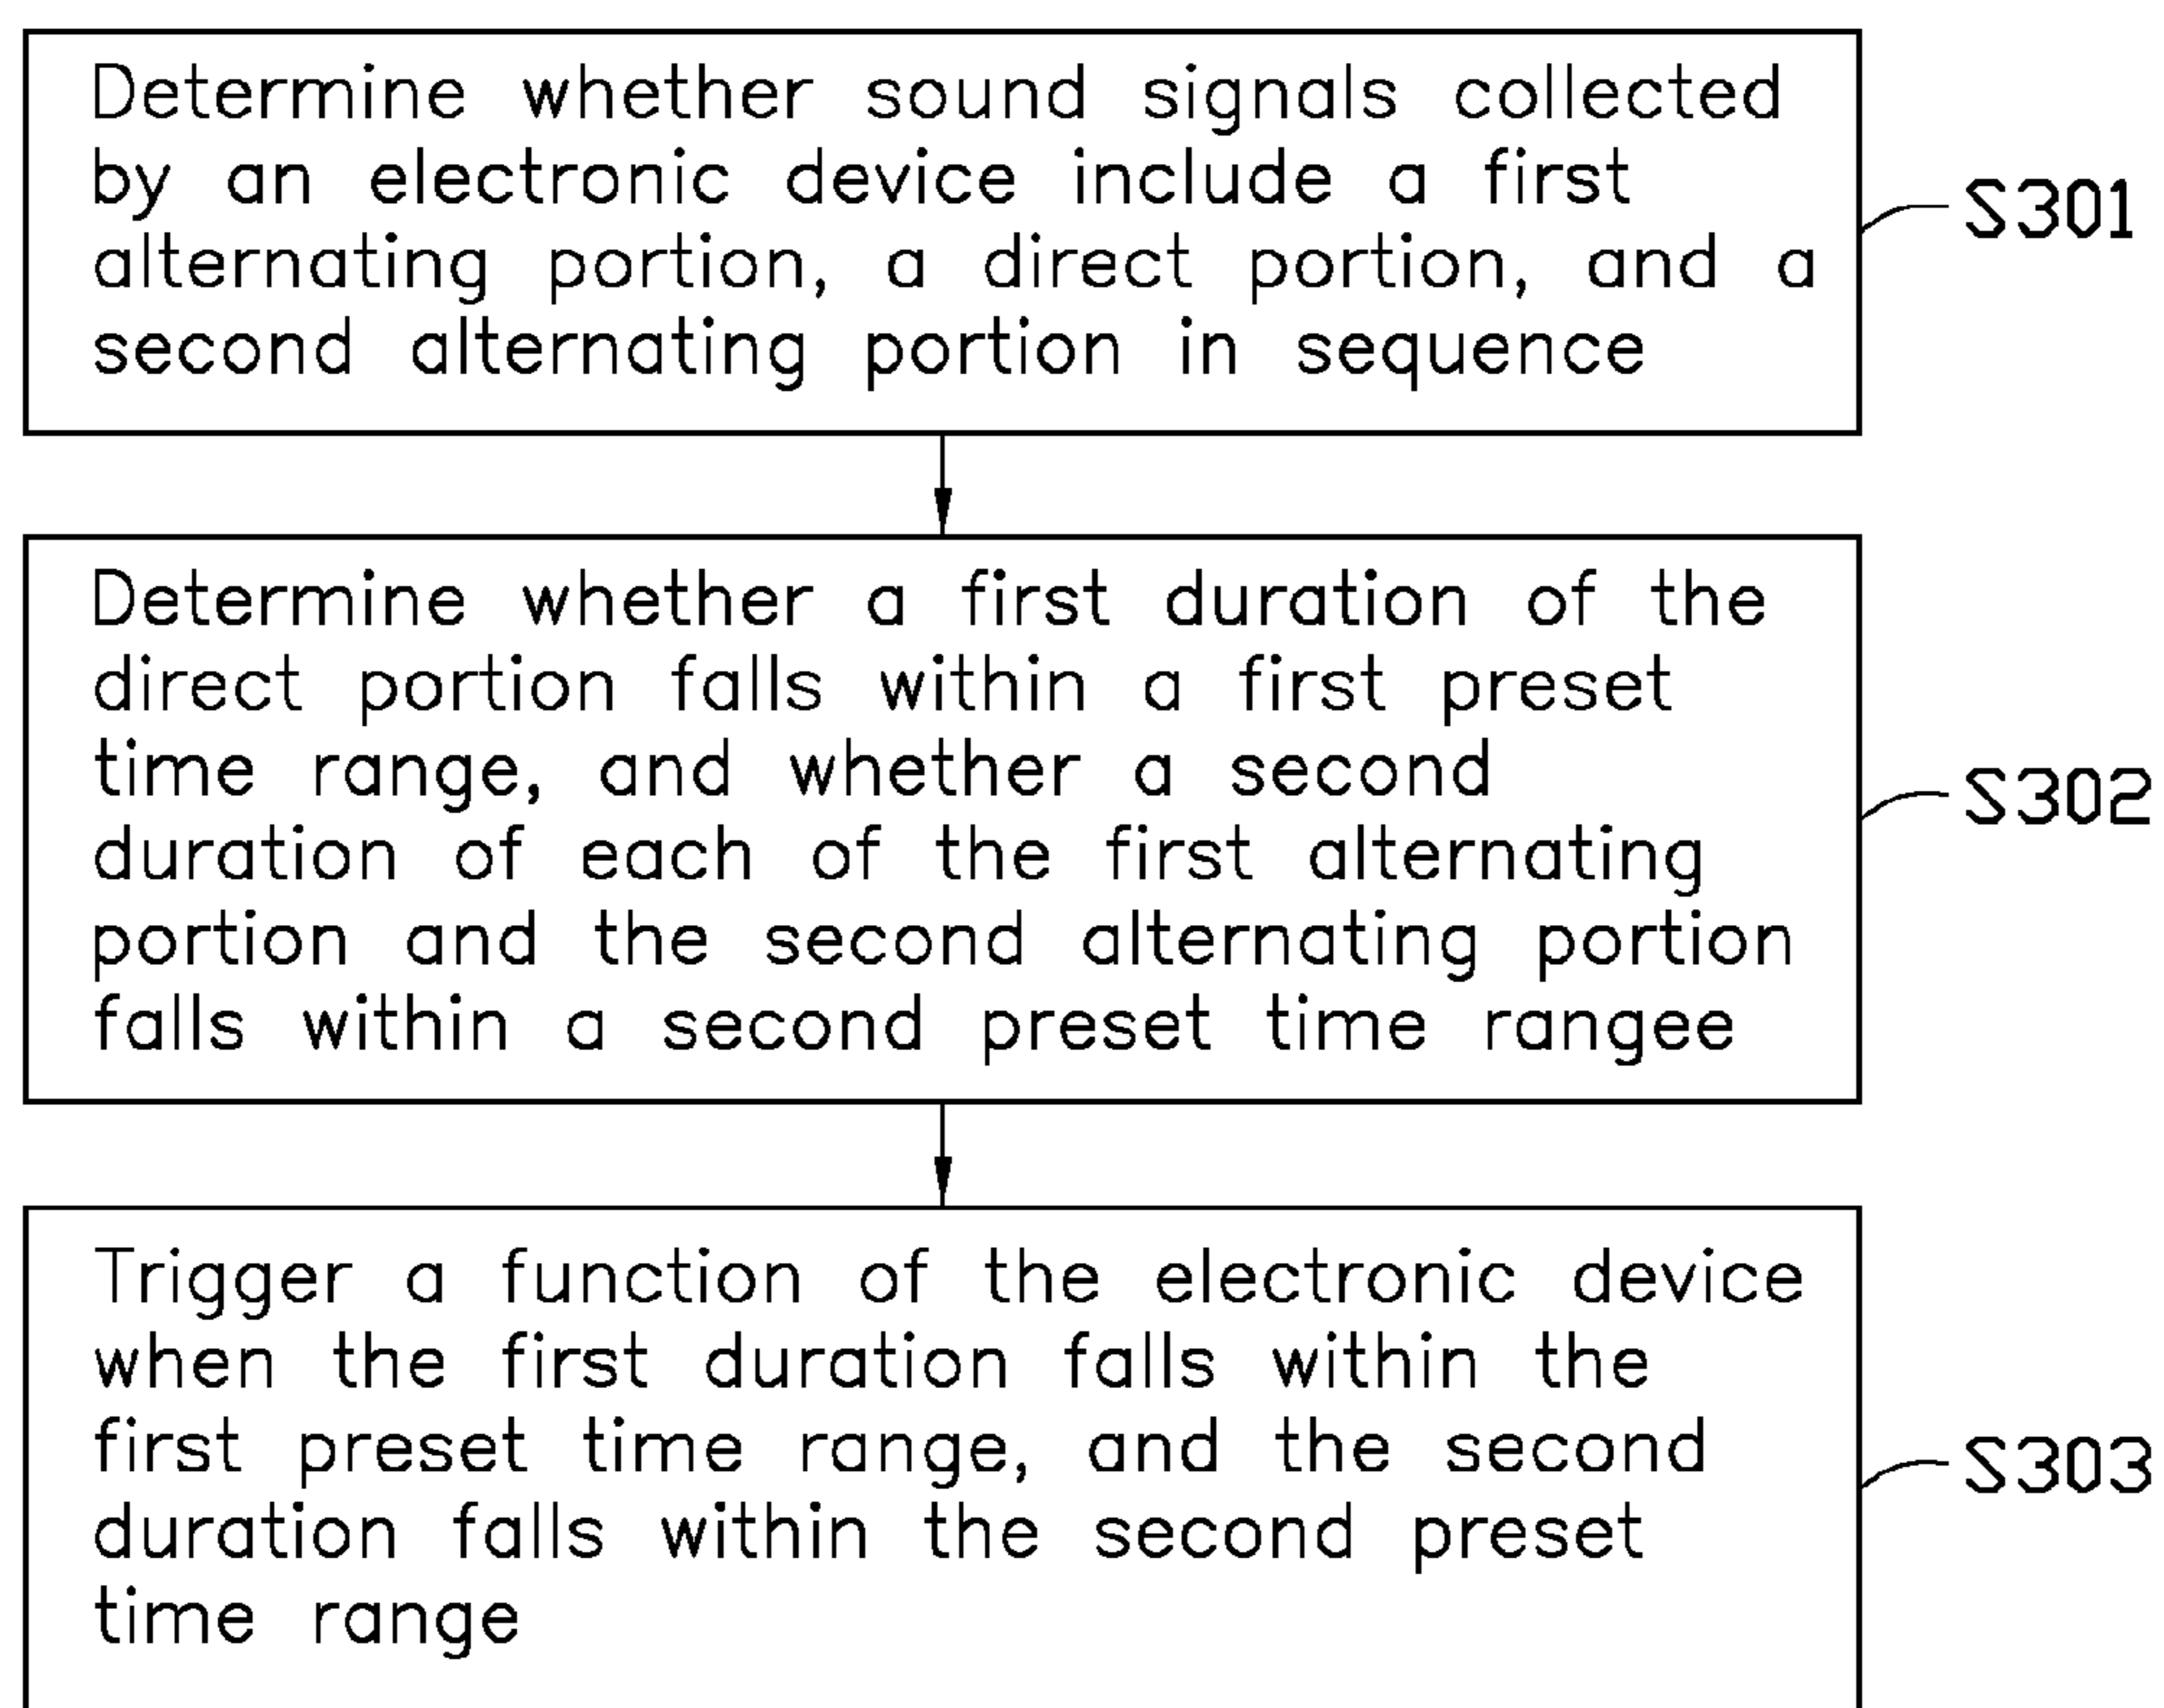 Determine whether sound signals collected
by an electronic device include a first
alternating portion, a direct portion, and a
second alternating portion in sequence
S301
Determine whether a first duration of the
direct portion falls within a first preset
time range, and whether a second
duration of each of the first alternating
portion and the second alternating portion
falls within a second preset time rangee
S302
Trigger a function of the electronic device
when the first duration falls within the
first preset time range, and the second
duration falls within the second preset
time range
S303